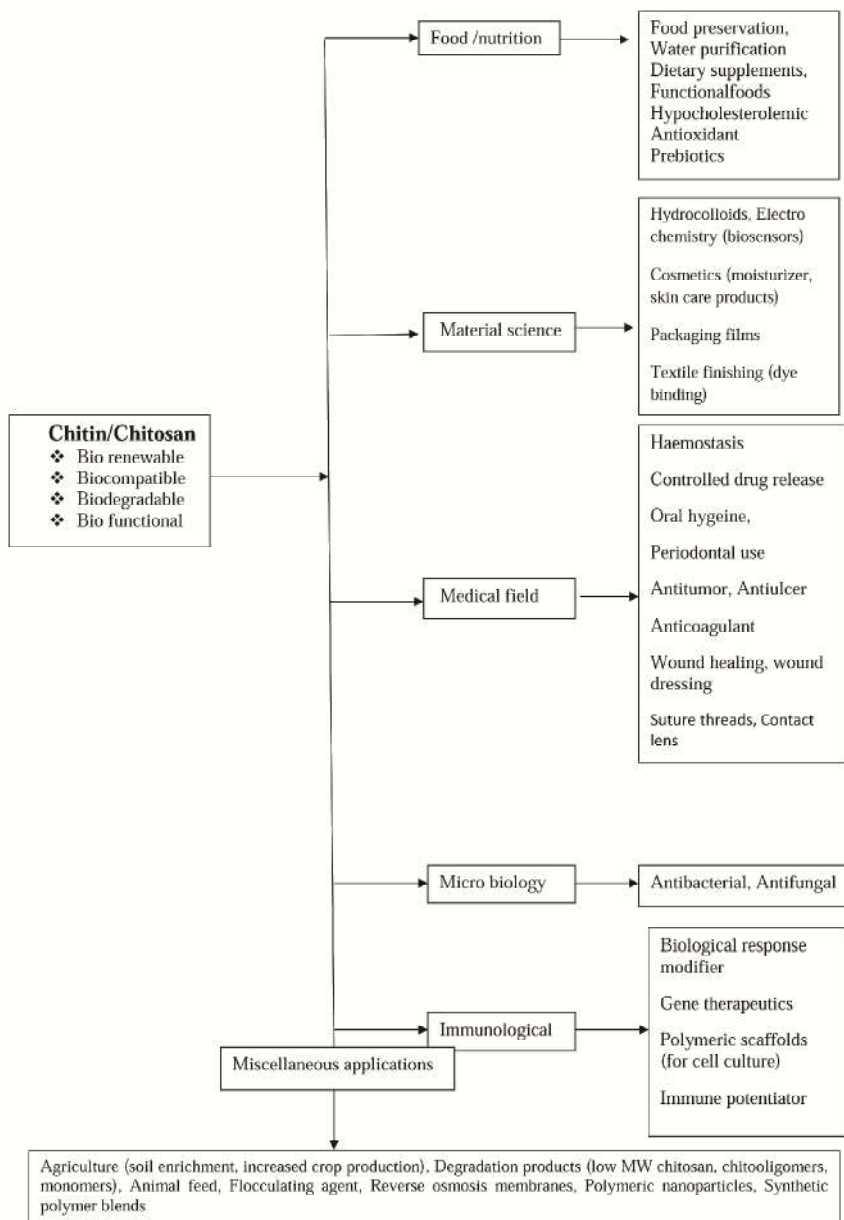 Food /nutrition
Food preservation,
Water purification
Dietary supplements,
Functionalfoods
Hypocholesterolemic
Antioxidant
Prebiotics
Material science
Hydrocolloids, Electro
chemistry (biosensors)
Cosmetics (moisturizer,
skin care products)
Packaging films
Textile finishing (dye
binding)
Chitin/Chitosan
❖ Bio renewable
❖ Biocompatible
❖ Biodegradable
❖ Bio functional
Medical field
Haemostasis
Controlled drug release
Oral hygeine,
Periodontal use
Antitumor, Antiulcer
Anticoagulant
Wound healing, wound
dressing
Suture threads, Contact
lens
Micro biology
Antibacterial, Antifungal
Immunological
Biological response
modifier
Gene therapeutics
Polymeric scaffolds
(for cell culture)
Immune potentiator
Miscellaneous applications
Agriculture (soil enrichment, increased crop production), Degradation products (low MW chitosan, chitooligomers,
monomers), Animal feed, Flocculating agent, Reverse osmosis membranes, Polymeric nanoparticles, Synthetic
polymer blends